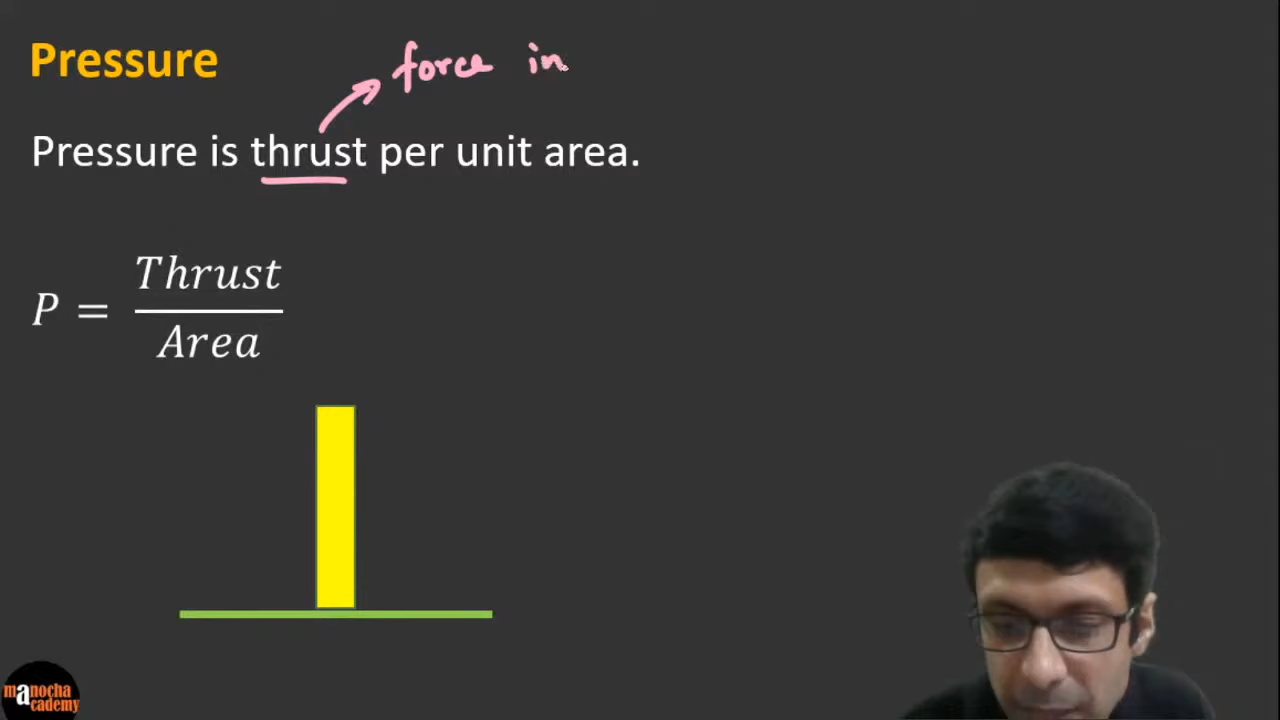 Pressure
force in
Pressure is thrust per unit area.
P = Thrust
Area
manocha
academy